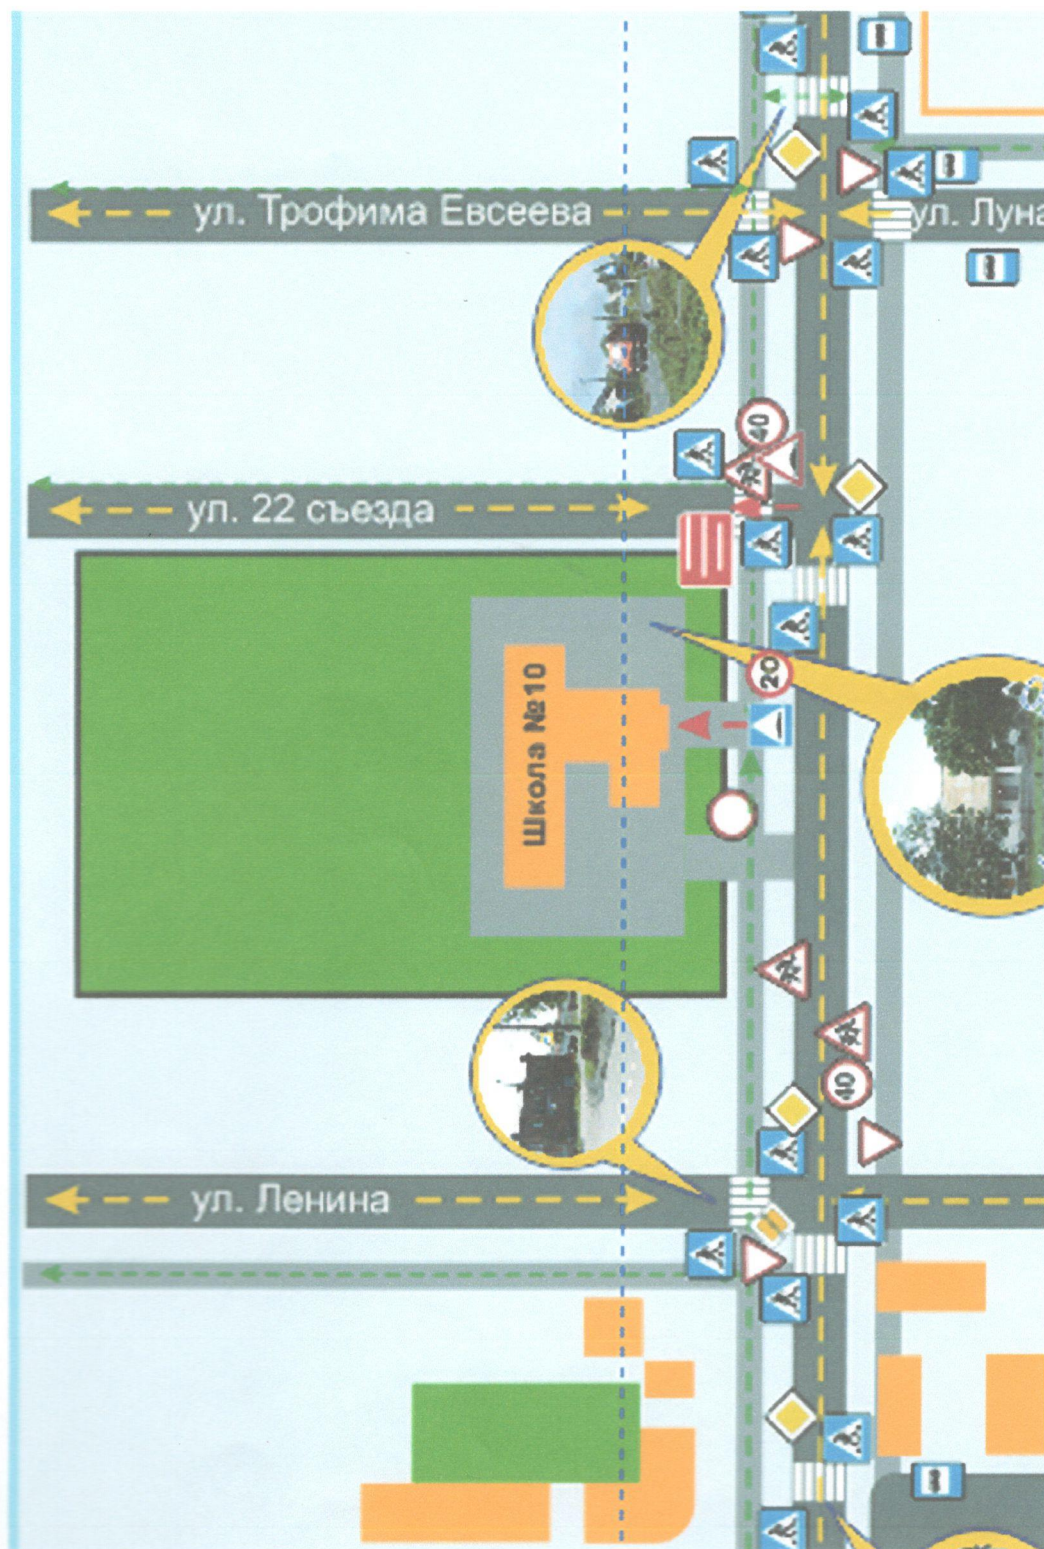 ул. Трофима Евсеева
ул. Луна
40
ул. 22 съезда
20
Школа №10
40
ул. Ленина